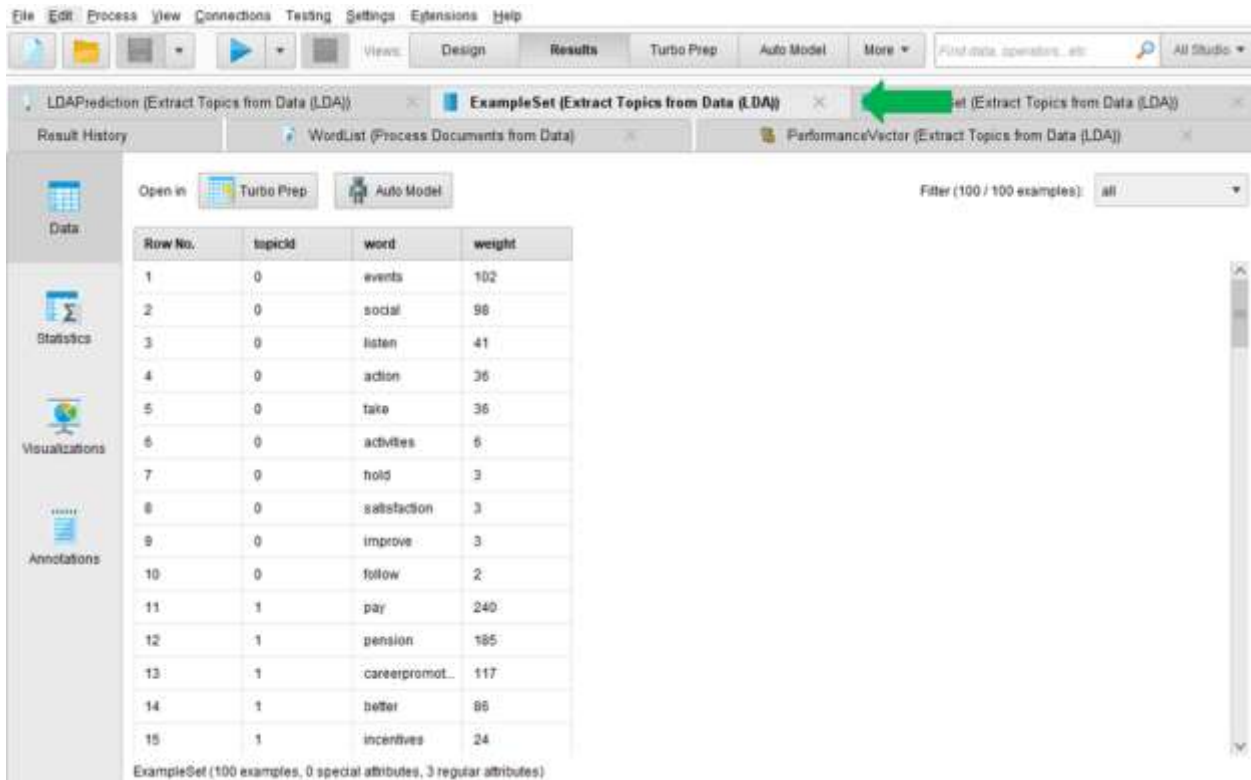 File Edit Process View Connections Testing Settings Extensions Help
Views: Design Results Turbo Prep Auto Model More Find data, operators...etc All Studio
LDAPrediction (Extract Topics from Data (LDA)) ExampleSet (Extract Topics from Data (LDA)) (Extract Topics from Data (LDA))
Result History WordList (Process Documents from Data) PerformanceVector (Extract Topics from Data (LDA))
Open in Turbo Prep Auto Model Filter (100 / 100 examples): all
Data
Row No. topicId word weight
1 0 events 102
2 0 social 98
Statistics
3 0 listen 41
4 0 action 36
5 0 take 36
Visualizations
6 0 activities 6
7 0 hold 3
8 0 satisfaction 3
Annotations
9 0 improve 3
10 0 follow 2
11 1 pay 240
12 1 pension 185
13 1 careerpromot... 117
14 1 better 86
15 1 incentives 24
ExampleSet (100 examples, 0 special attributes, 3 regular attributes)